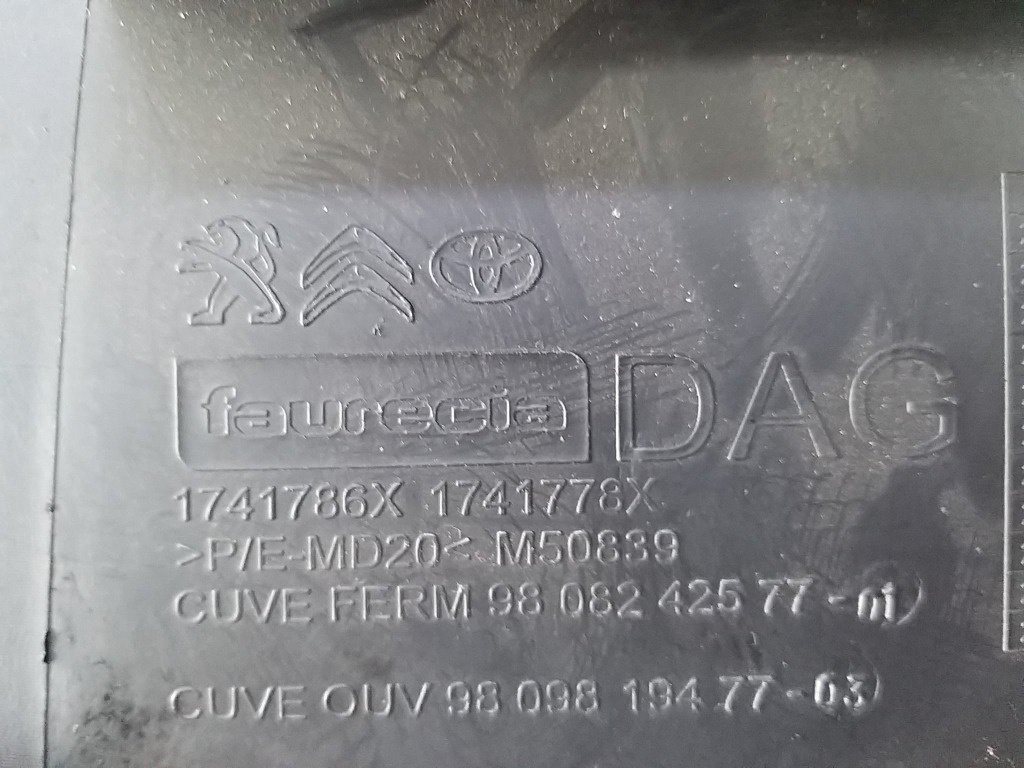 faurecia DAG
1741786X 1741778X
>P/E-MD20< M50839
CUVE FERM 98 082 425 77-01)
CUVE OUV 98 098 194 77-03)